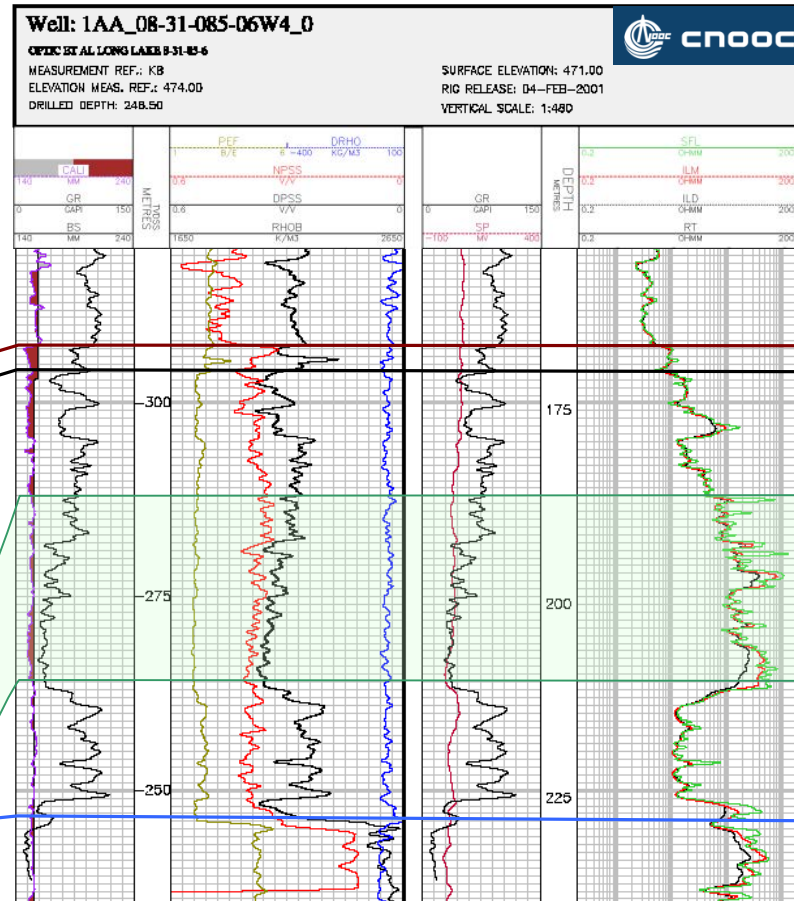 Well: 1AA_08-31-085-06W4_0
OPTIC ET AL LONG LAKE 8-31-85-6
MEASUREMENT REF.: KB
ELEVATION MEAS. REF.: 474.00
DRILLED DEPTH: 248.50
SURFACE ELEVATION: 471.00
RIG RELEASE: 04-FEB-2001
VERTICAL SCALE: 1:480
cnooc
CALI
140 MM 240
GR
0 GAPI 150
BS
140 MM 240
TVDSS
METRES
PEF
1 B/E 6
DRHO
-400 KG/M3 100
NPSS
0.6 V/V 0
DPSS
0.6 V/V 0
RHOB
1650 K/M3 2650
GR
0 GAPI 150
SP
-100 MV 400
DEPTH
METRES
SFL
0.2 OHMM 200
ILM
0.2 OHMM 200
ILD
0.2 OHMM 200
RT
0.2 OHMM 200
-300
175
-275
200
-250
225